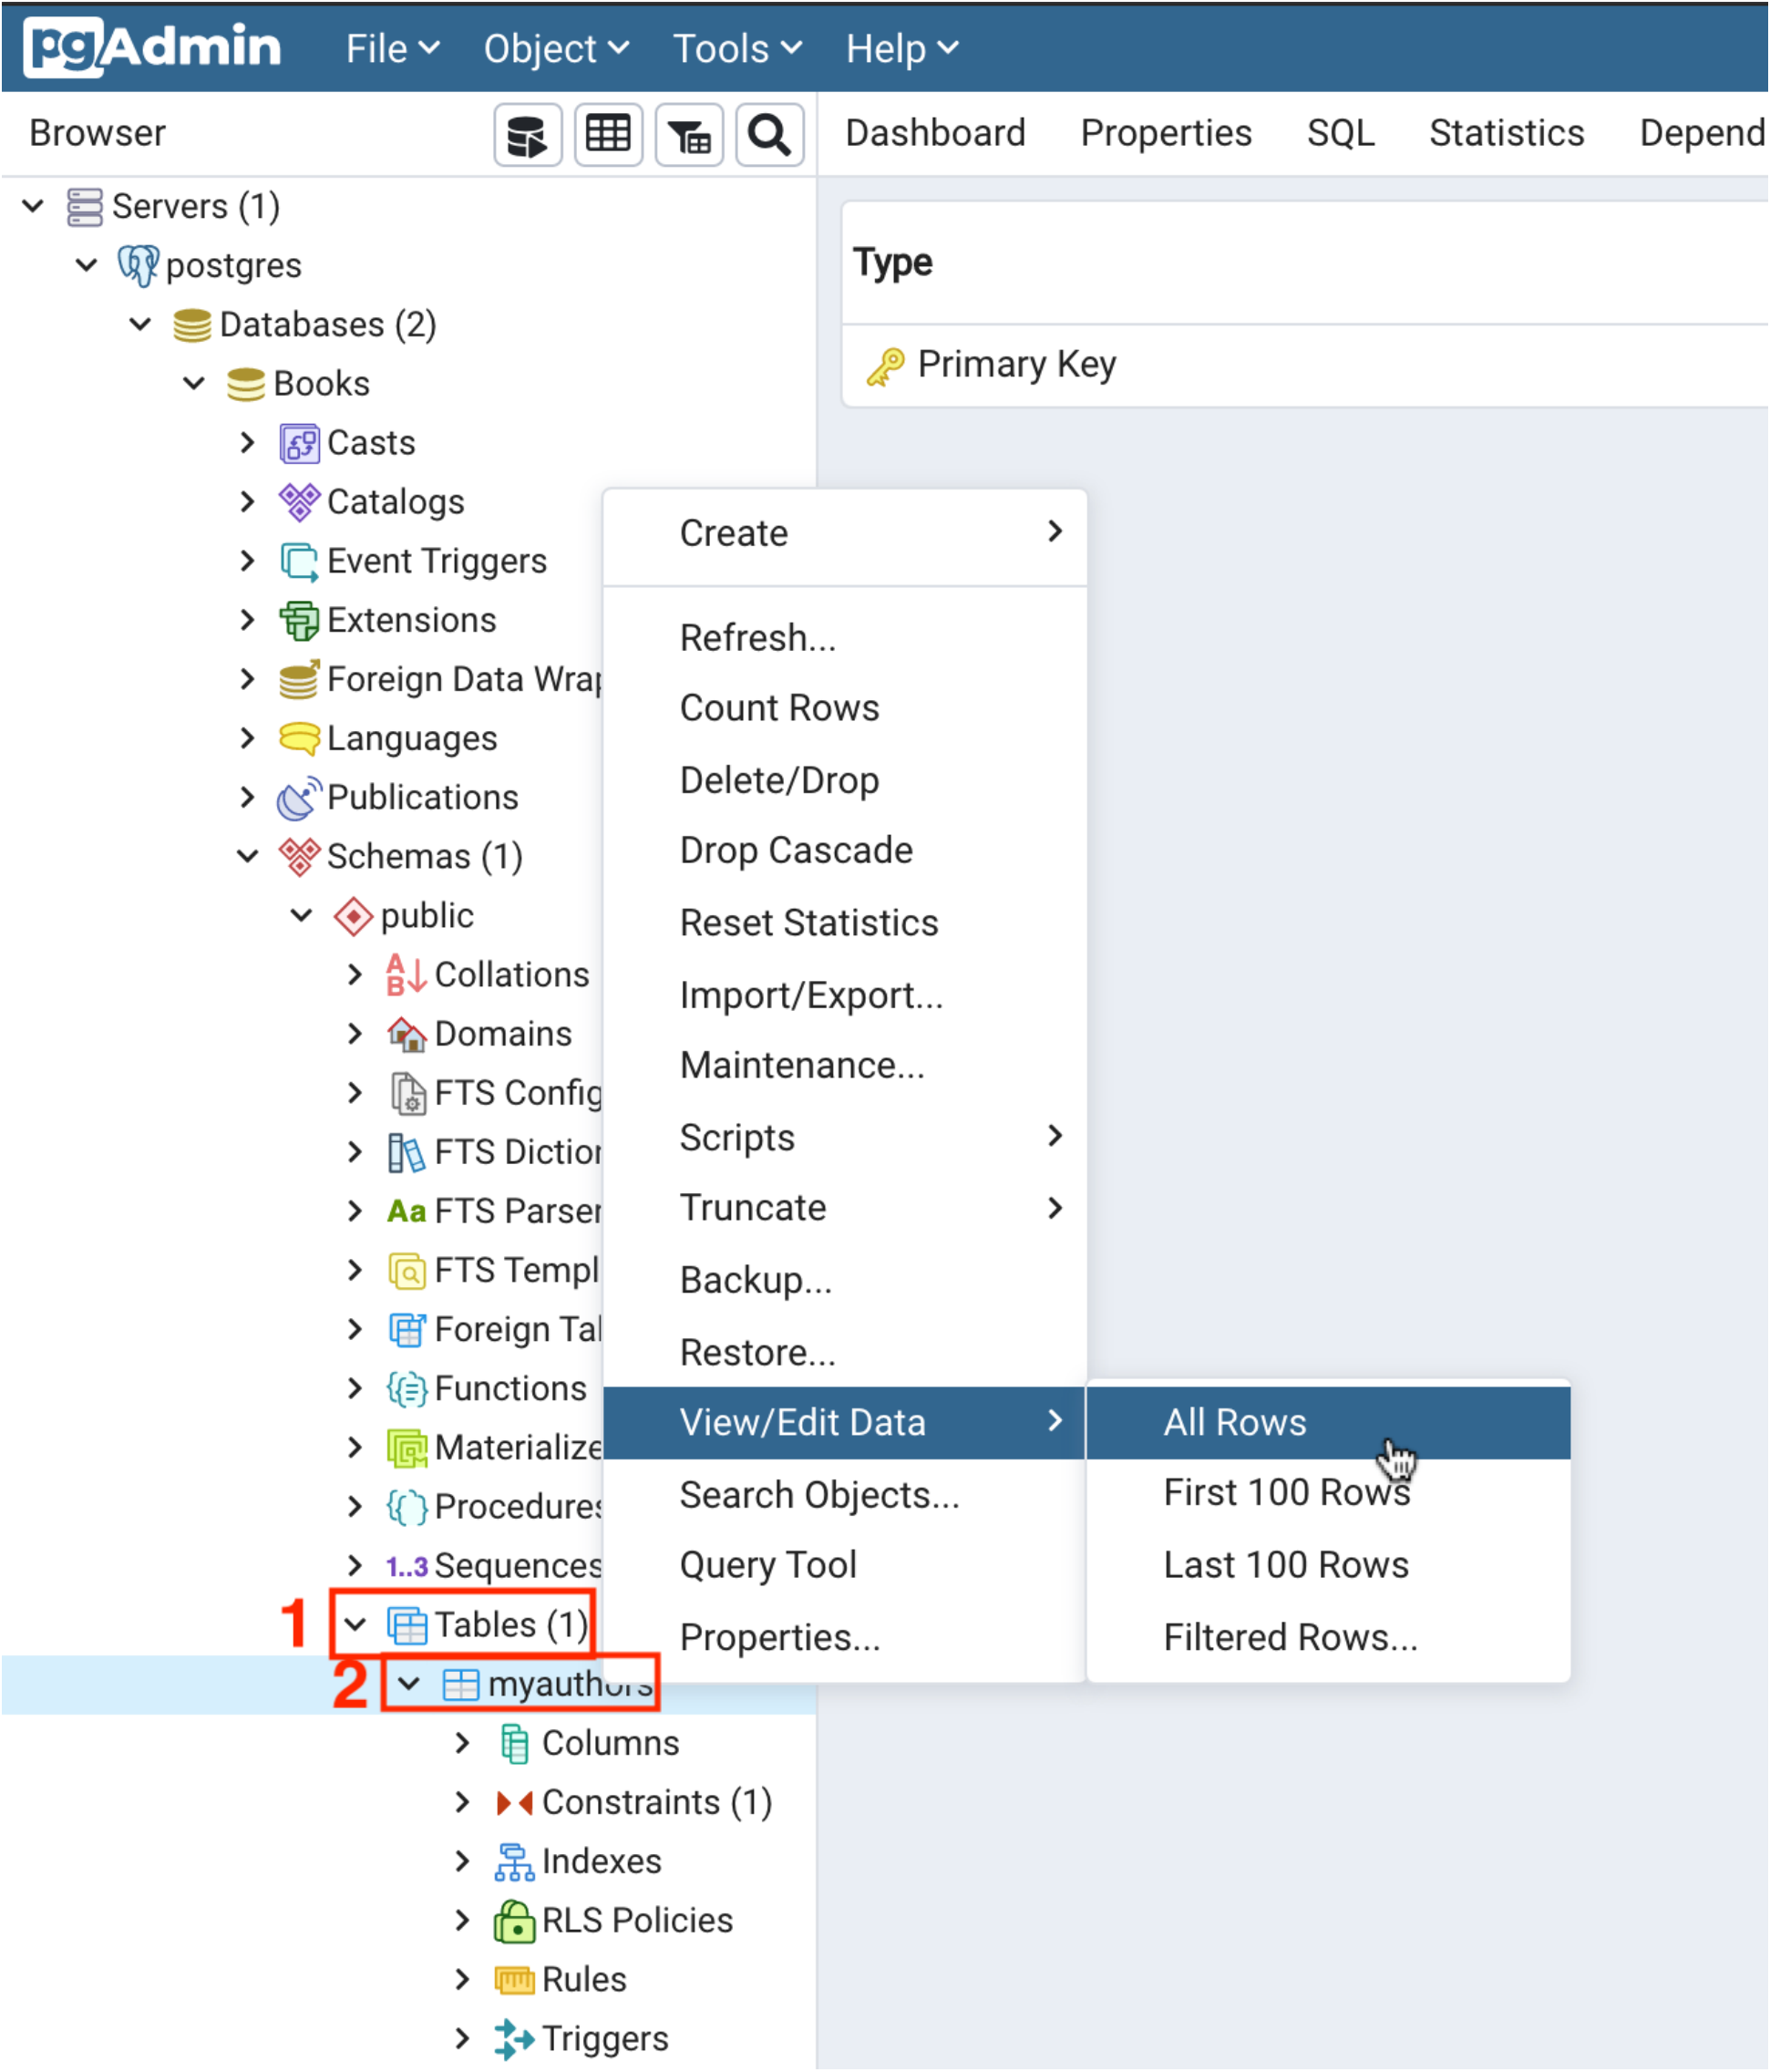 pgAdmin File Object Tools Help
Browser
Dashboard Properties SQL Statistics Depend
Servers (1)
postgres
Databases (2)
Books
Casts
Catalogs
Event Triggers
Extensions
Foreign Data Wrap
Languages
Publications
Schemas (1)
public
Collations
Domains
FTS Config
FTS Diction
Aa FTS Parser
FTS Templ
Foreign Tal
Functions
Materialize
Procedures
1..3 Sequences
1 Tables (1)
2 myauthors
Columns
Constraints (1)
Indexes
RLS Policies
Rules
Triggers
Type
Primary Key
Create
Refresh...
Count Rows
Delete/Drop
Drop Cascade
Reset Statistics
Import/Export...
Maintenance...
Scripts
Truncate
Backup...
Restore...
View/Edit Data
Search Objects...
Query Tool
Properties...
All Rows
First 100 Rows
Last 100 Rows
Filtered Rows...